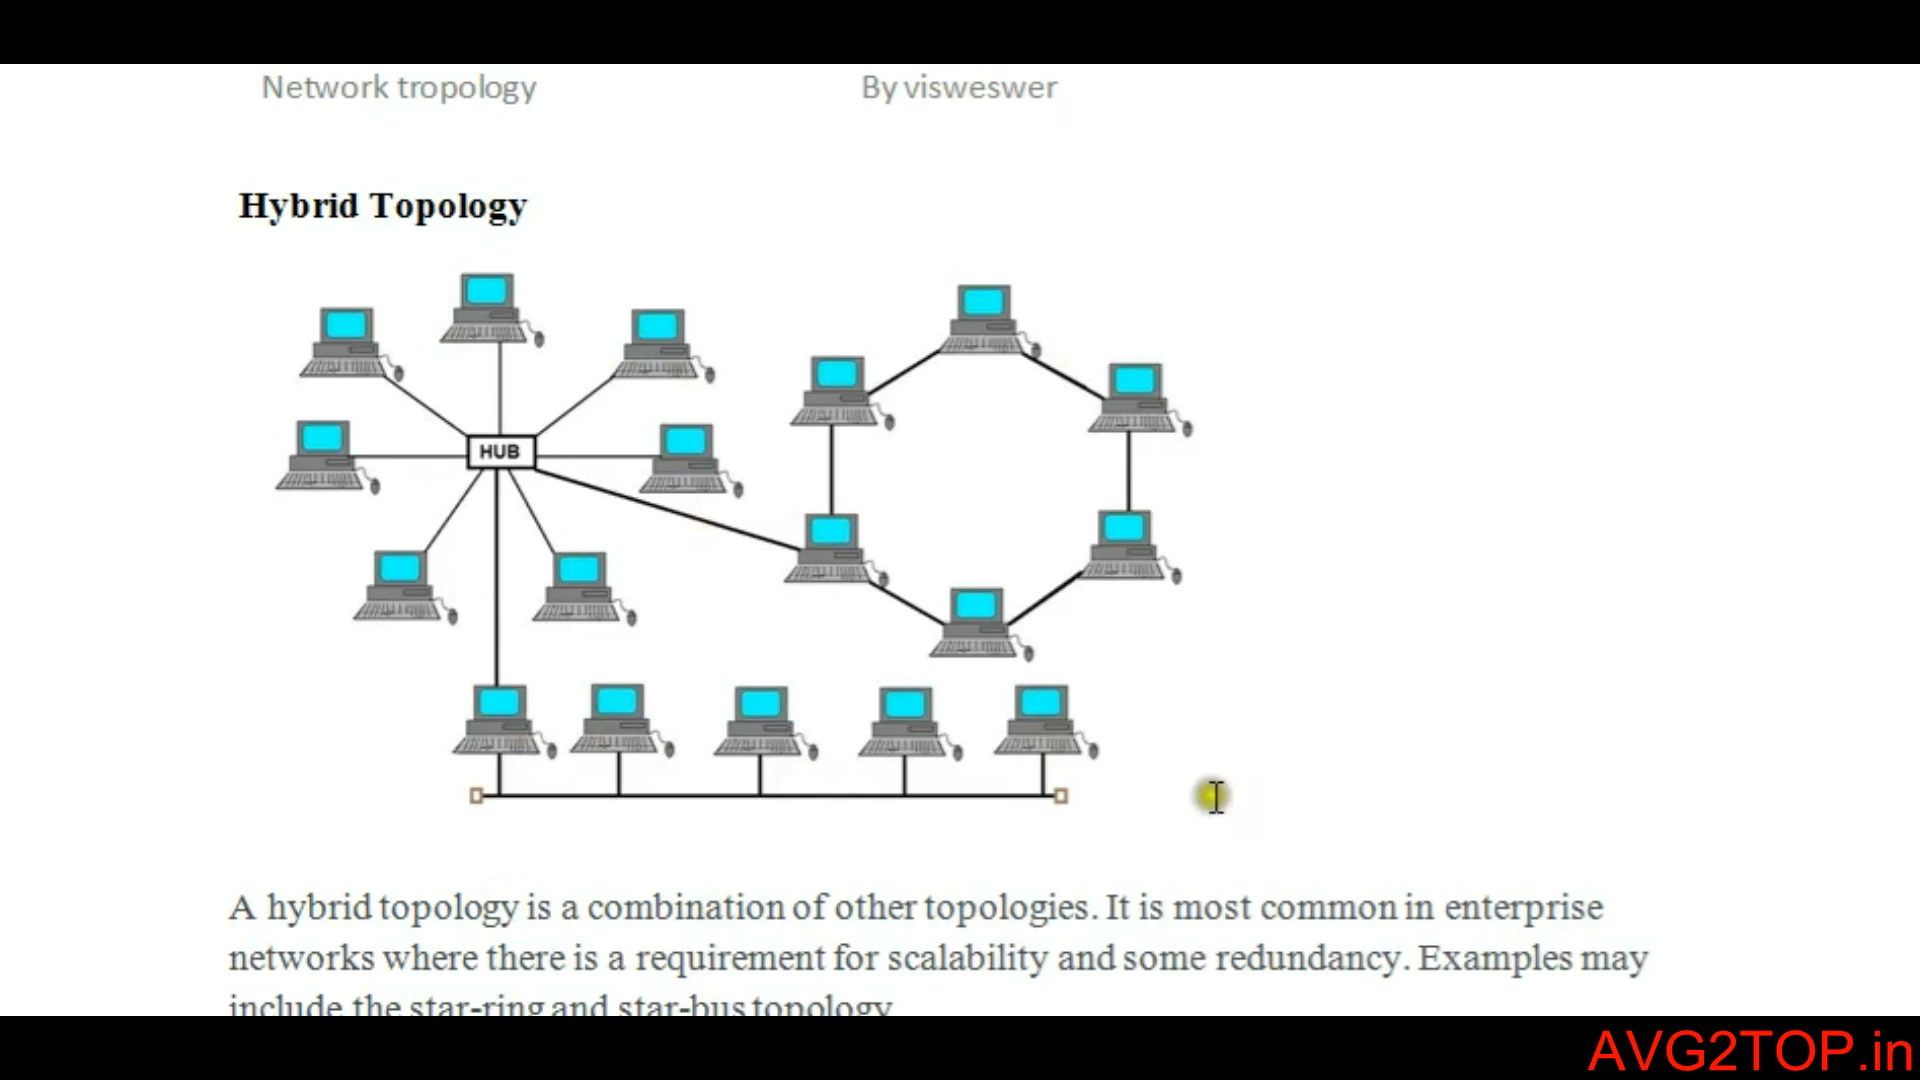 Network tropology By visweswer
Hybrid Topology
HUB
A hybrid topology is a combination of other topologies. It is most common in enterprise
networks where there is a requirement for scalability and some redundancy. Examples may
include the star-ring and star-bus topology
AVG2TOP.in